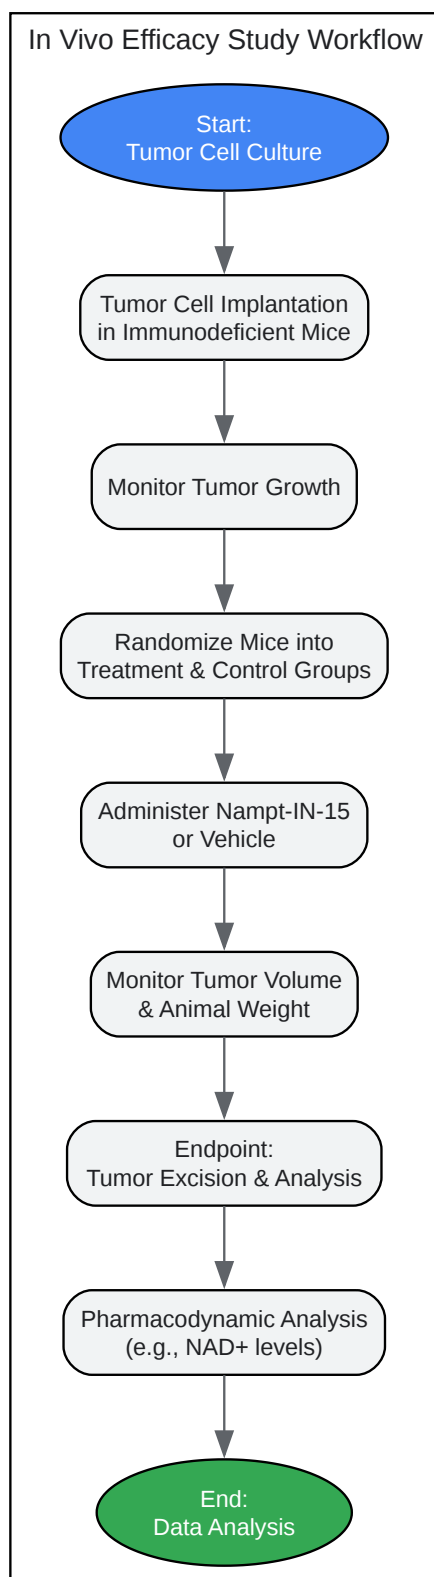 In Vivo Efficacy Study Workflow
Start:
Tumor Cell Culture
Tumor Cell Implantation
in Immunodeficient Mice
Monitor Tumor Growth
Randomize Mice into
Treatment & Control Groups
Administer Nampt-IN-15
or Vehicle
Monitor Tumor Volume
& Animal Weight
Endpoint:
Tumor Excision & Analysis
Pharmacodynamic Analysis
(e.g., NAD+ levels)
End:
Data Analysis